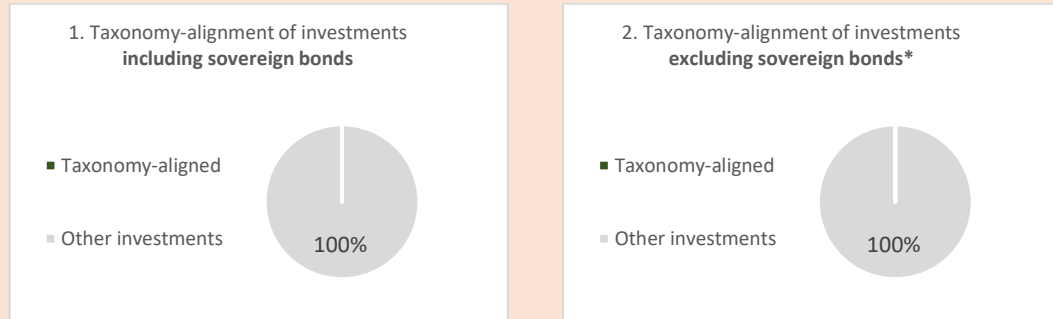 1. Taxonomy-alignment of investments
including sovereign bonds
Taxonomy-aligned
Other investments
100%
2. Taxonomy-alignment of investments
excluding sovereign bonds*
Taxonomy-aligned
Other investments
100%